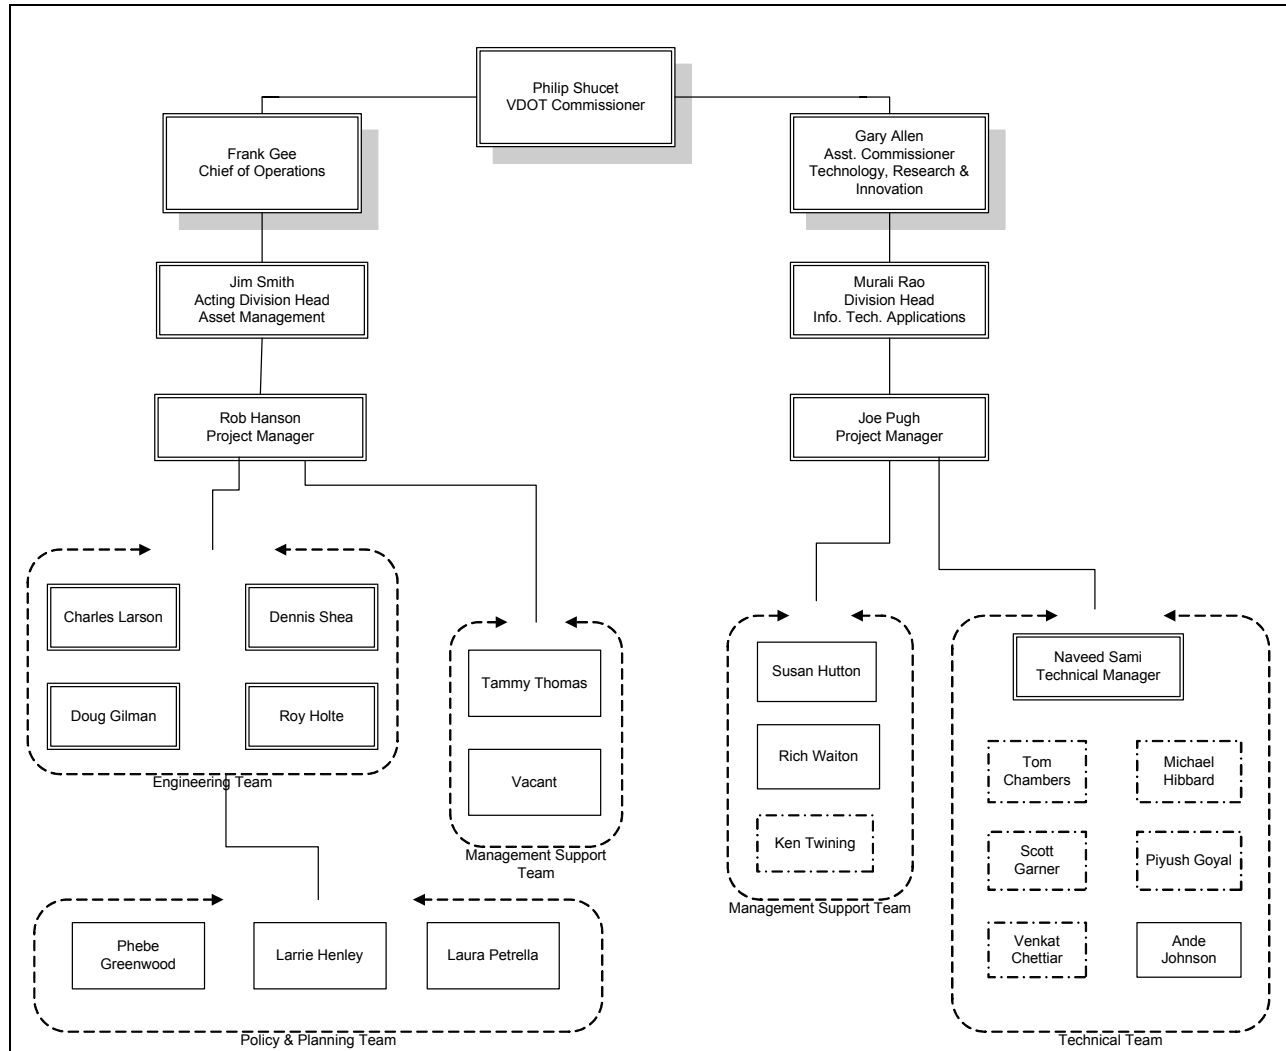 Philip Shucet
VDOT Commissioner
Frank Gee
Chief of Operations
Gary Allen
Asst. Commissioner
Technology, Research &
Innovation
Jim Smith
Acting Division Head
Asset Management
Murali Rao
Division Head
Info. Tech. Applications
Rob Hanson
Project Manager
Joe Pugh
Project Manager
Charles Larson
Dennis Shea
Doug Gilman
Roy Holte
Engineering Team
Tammy Thomas
Vacant
Management Support
Team
Phebe
Greenwood
Larrie Henley
Laura Petrella
Policy & Planning Team
Susan Hutton
Rich Waiton
Ken Twining
Management Support Team
Naveed Sami
Technical Manager
Tom
Chambers
Michael
Hibbard
Scott
Garner
Piyush Goyal
Venkat
Chettiar
Ande
Johnson
Technical Team